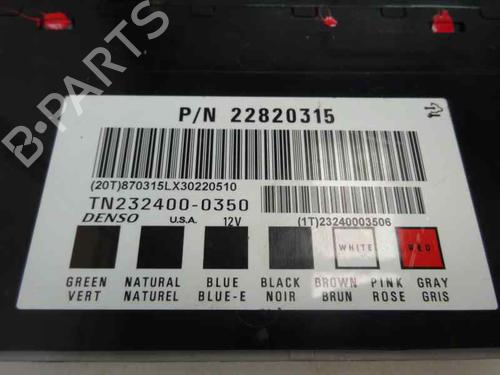 P/N 22820315
(20T)870315LX30220510
TN232400-0350
DENSO U.S.A. 12V
(1T)23240003506
WHITE RED
GREEN NATURAL BLUE BLACK BROWN PINK GRAY
VERT NATUREL BLUE-E NOIR BRUN ROSE GRIS
B-PARTS